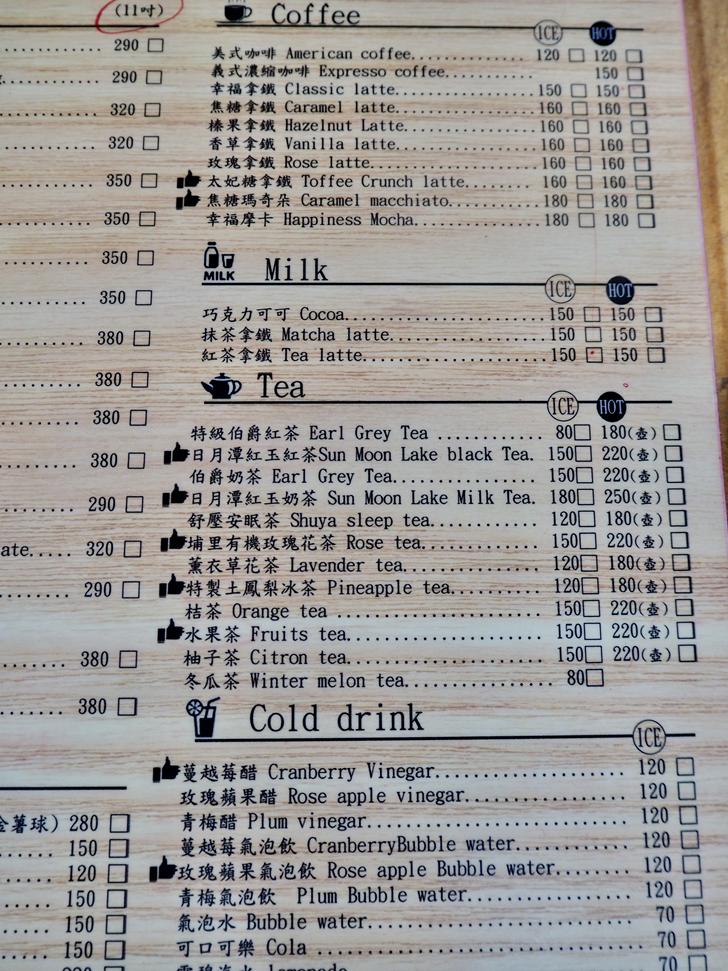 (11吋)
290
290
320
320
350
350
350
350
380
380
380
380
290
ate..... 320
290
380
380
金薯球) 280
150
120
150
150
150
Coffee
ICE HOT
美式咖啡 American coffee 120 120
義式濃縮咖啡 Expresso coffee 150
幸福拿鐵 Classic latte 150 150
焦糖拿鐵 Caramel latte 160 160
榛果拿鐵 Hazelnut Latte 160 160
香草拿鐵 Vanilla latte 160 160
玫瑰拿鐵 Rose latte 160 160
太妃糖拿鐵 Toffee Crunch latte 160 160
焦糖瑪奇朵 Caramel macchiato 180 180
幸福摩卡 Happiness Mocha 180 180
MILK Milk
ICE HOT
巧克力可可 Cocoa 150 150
抹茶拿鐵 Matcha latte 150 150
紅茶拿鐵 Tea latte 150 150
Tea
ICE HOT
特級伯爵紅茶 Earl Grey Tea 80 180(壺)
日月潭紅玉紅茶Sun Moon Lake black Tea. 150 220(壺)
伯爵奶茶 Earl Grey Tea 150 220(壺)
日月潭紅玉奶茶 Sun Moon Lake Milk Tea. 180 250(壺)
舒壓安眠茶 Shuya sleep tea 120 180(壺)
埔里有機玫瑰花茶 Rose tea 150 220(壺)
薰衣草花茶 Lavender tea 120 180(壺)
特製土鳳梨冰茶 Pineapple tea 120 180(壺)
桔茶 Orange tea 150 220(壺)
水果茶 Fruits tea 150 220(壺)
柚子茶 Citron tea 150 220(壺)
冬瓜茶 Winter melon tea 80
Cold drink
ICE
蔓越莓醋 Cranberry Vinegar 120
玫瑰蘋果醋 Rose apple vinegar 120
青梅醋 Plum vinegar 120
蔓越莓氣泡飲 CranberryBubble water 120
玫瑰蘋果氣泡飲 Rose apple Bubble water 120
青梅氣泡飲 Plum Bubble water 120
氣泡水 Bubble water 70
可口可樂 Cola 70
70